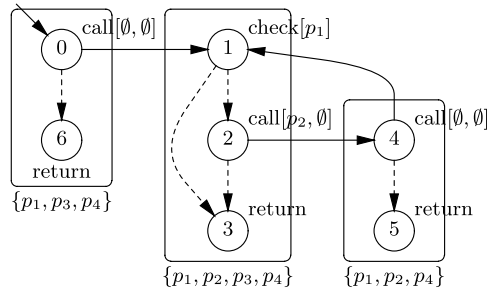 call[∅, ∅]
check[p₁]
0
1
call[p₂, ∅]
call[∅, ∅]
6
2
4
return
return
return
{p₁, p₃, p₄}
3
5
{p₁, p₂, p₃, p₄}
{p₁, p₂, p₄}